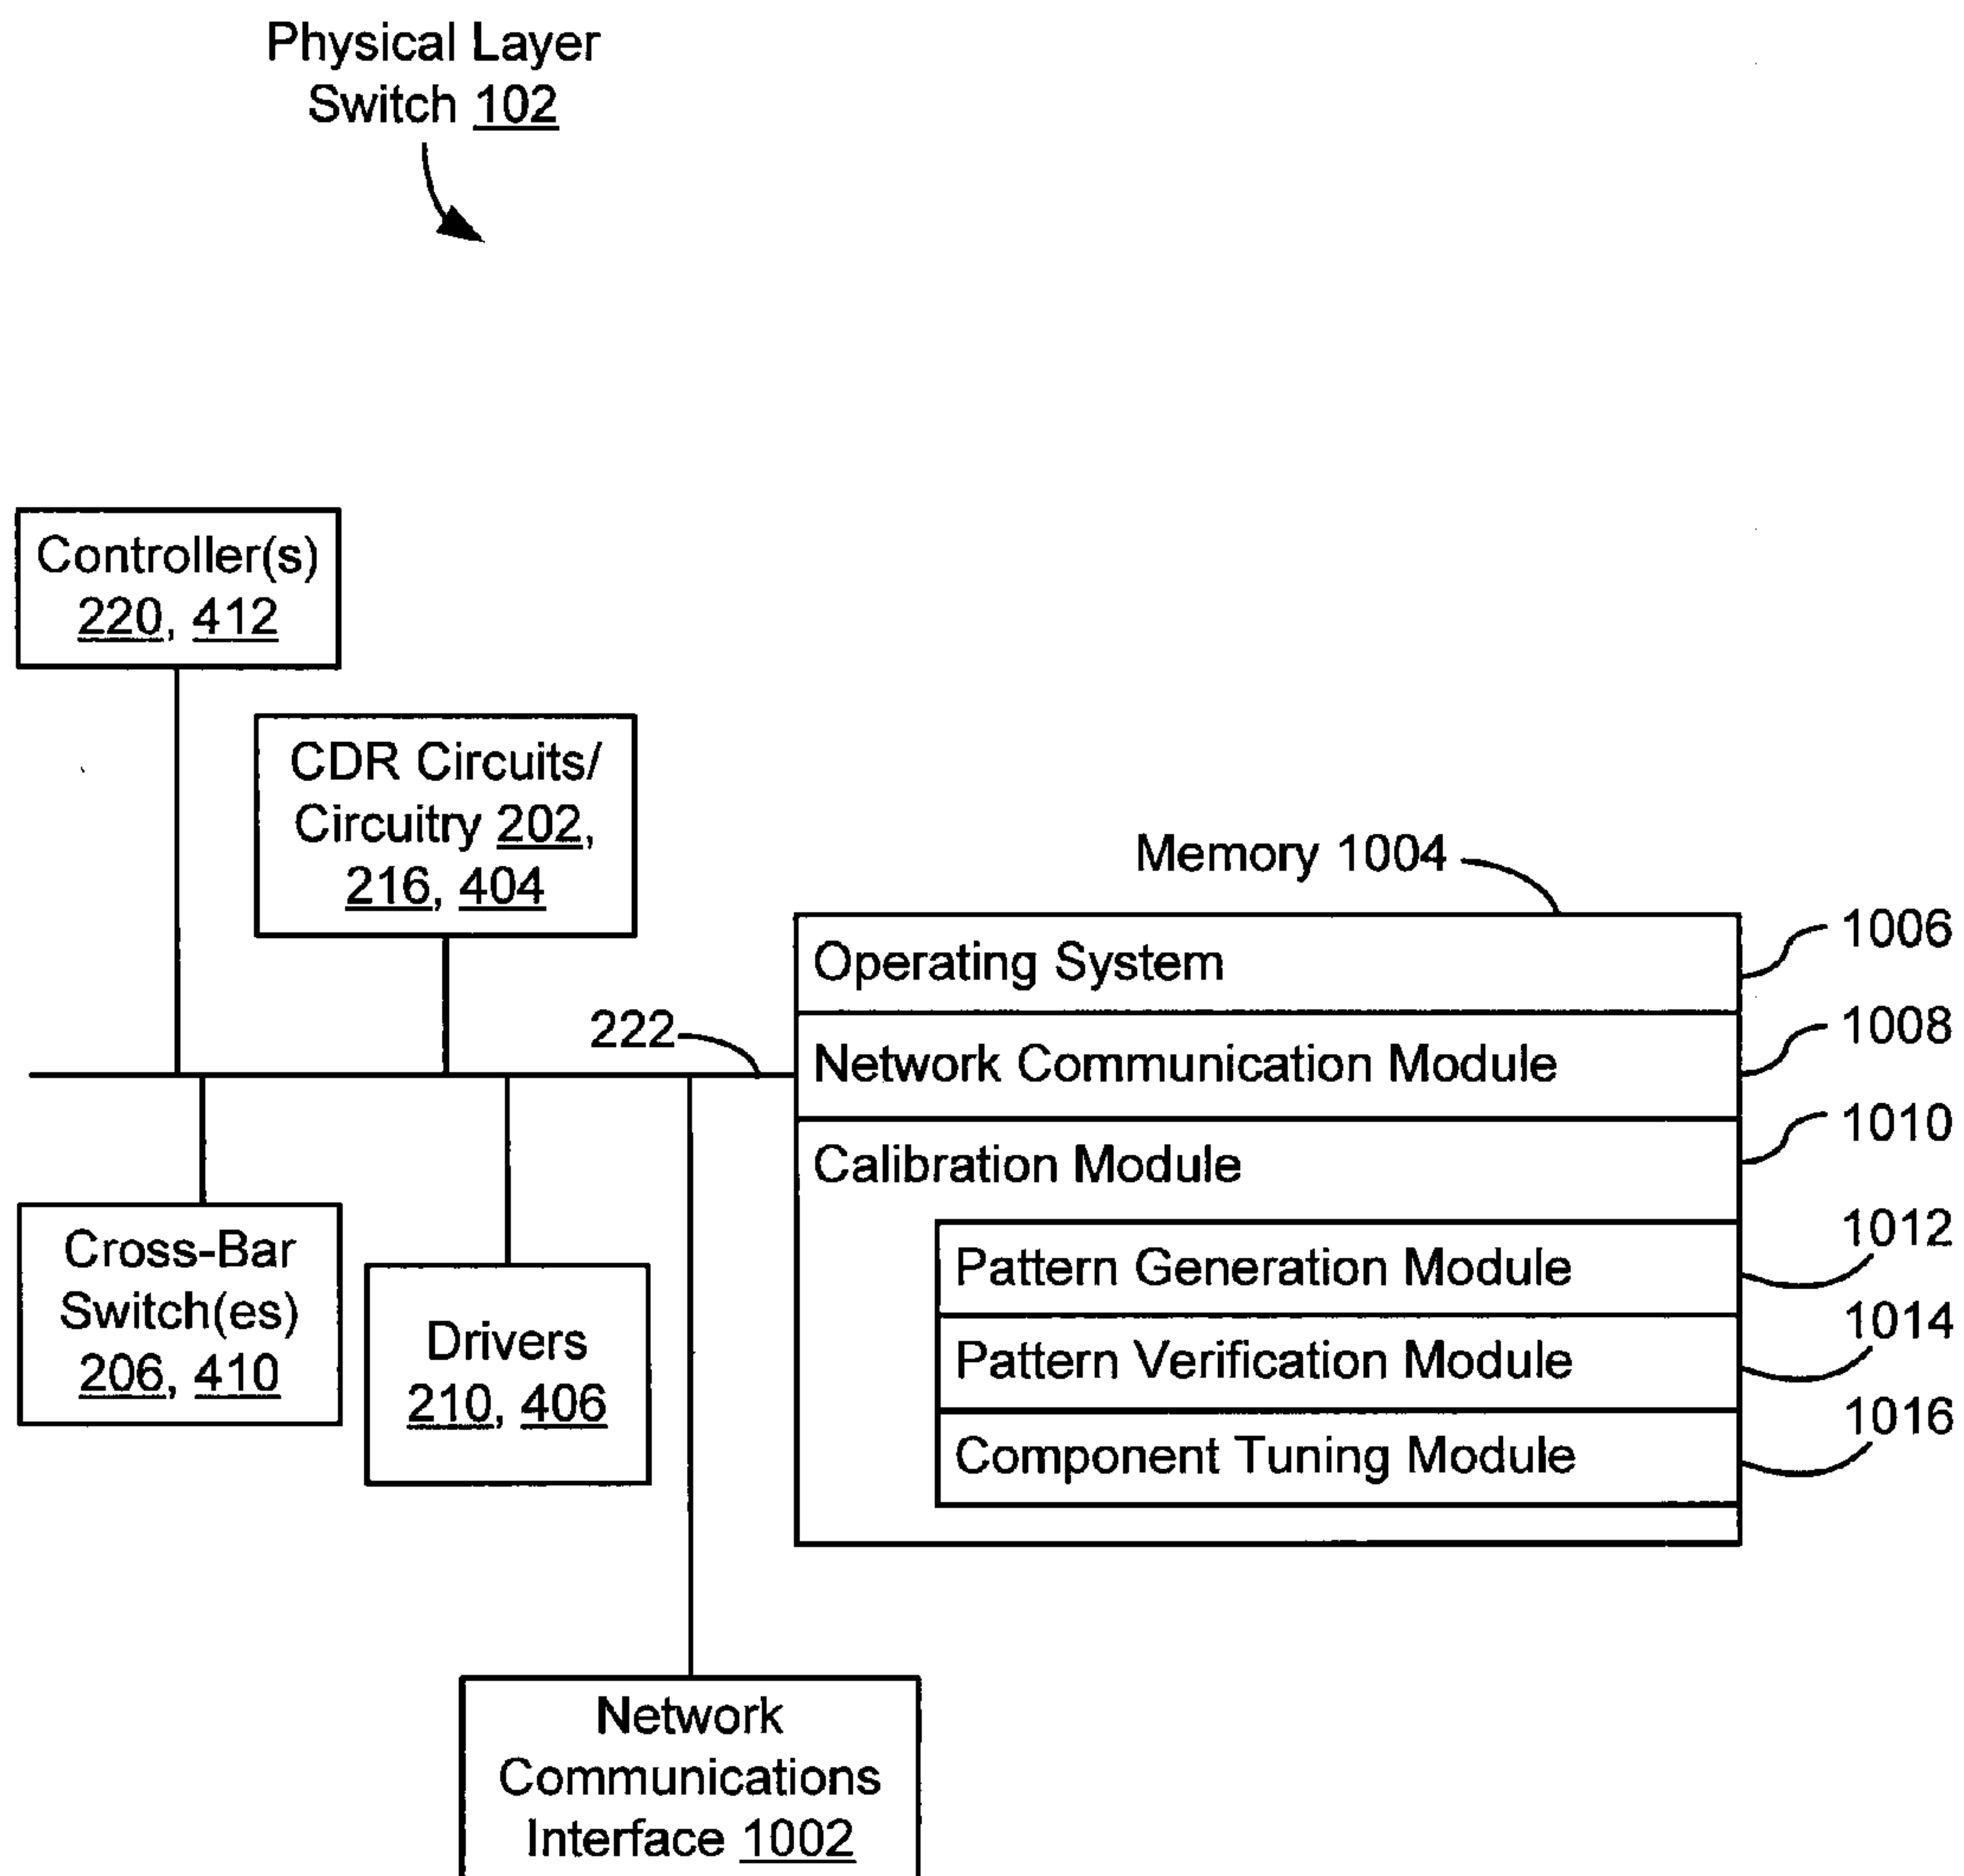 Physical Layer
Switch 102
Controller(s)
220, 412
CDR Circuits/
Circuitry 202,
216, 404
Memory 1004
1006
Operating System
1008
222
Network Communication Module
1010
Calibration Module
1012
Pattern Generation Module
1014
Pattern Verification Module
1016
Component Tuning Module
Cross-Bar
Switch(es)
206, 410
Drivers
210, 406
Network
Communications
Interface 1002